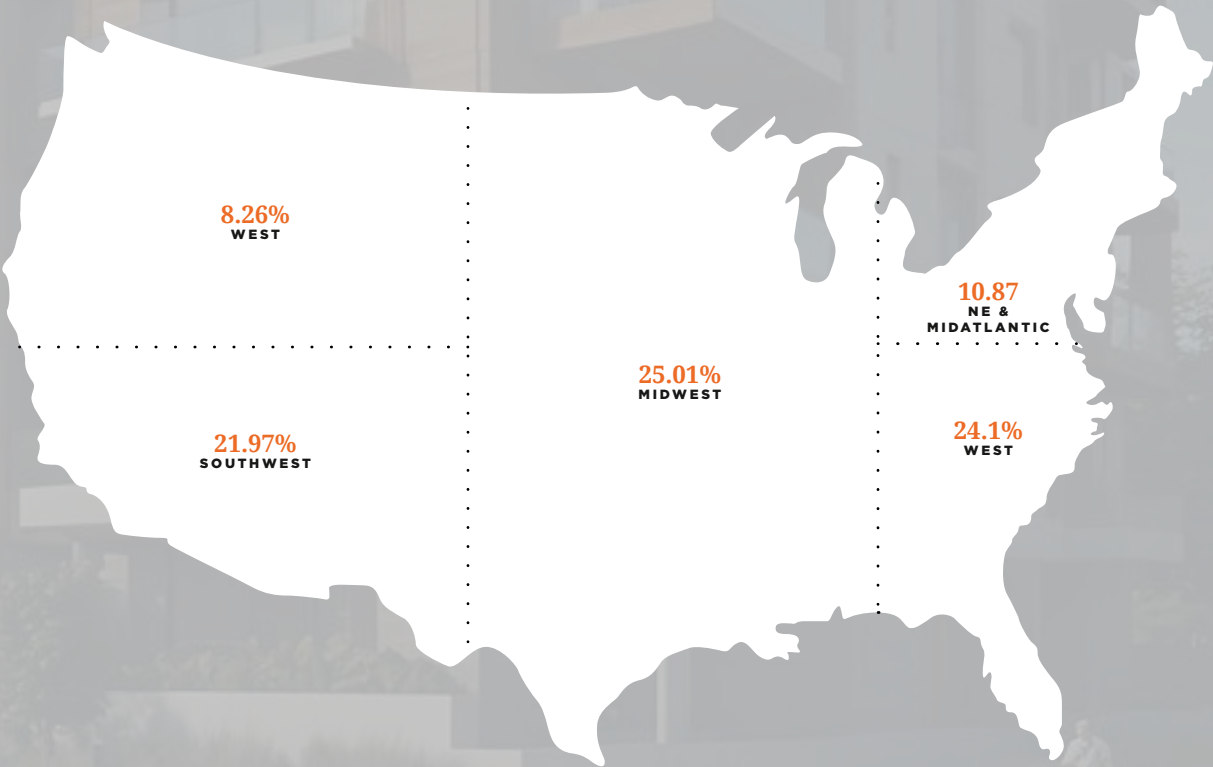 8.26%
WEST
10.87
NE &
MIDATLANTIC
25.01%
MIDWEST
24.1%
WEST
21.97%
SOUTHWEST